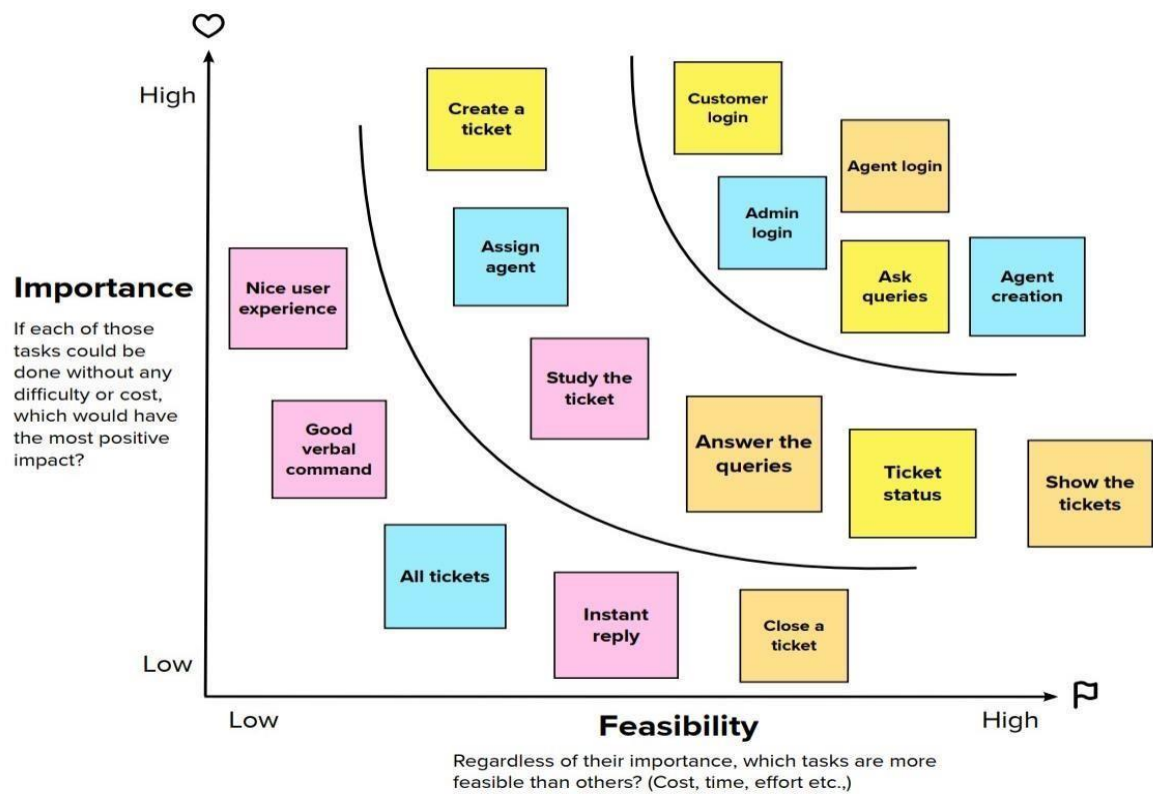 High
Create a
ticket
Customer
login
Agent login
Admin
login
Assign
agent
Ask
queries
Agent
creation
Nice user
experience
Importance
If each of those
tasks could be
done without any
difficulty or cost,
which would have
the most positive
impact?
Study the
ticket
Good
verbal
command
Answer the
queries
Ticket
status
Show the
tickets
All tickets
Instant
reply
Close a
ticket
Low
Low
Feasibility
High
Regardless of their importance, which tasks are more
feasible than others? (Cost, time, effort etc.,)